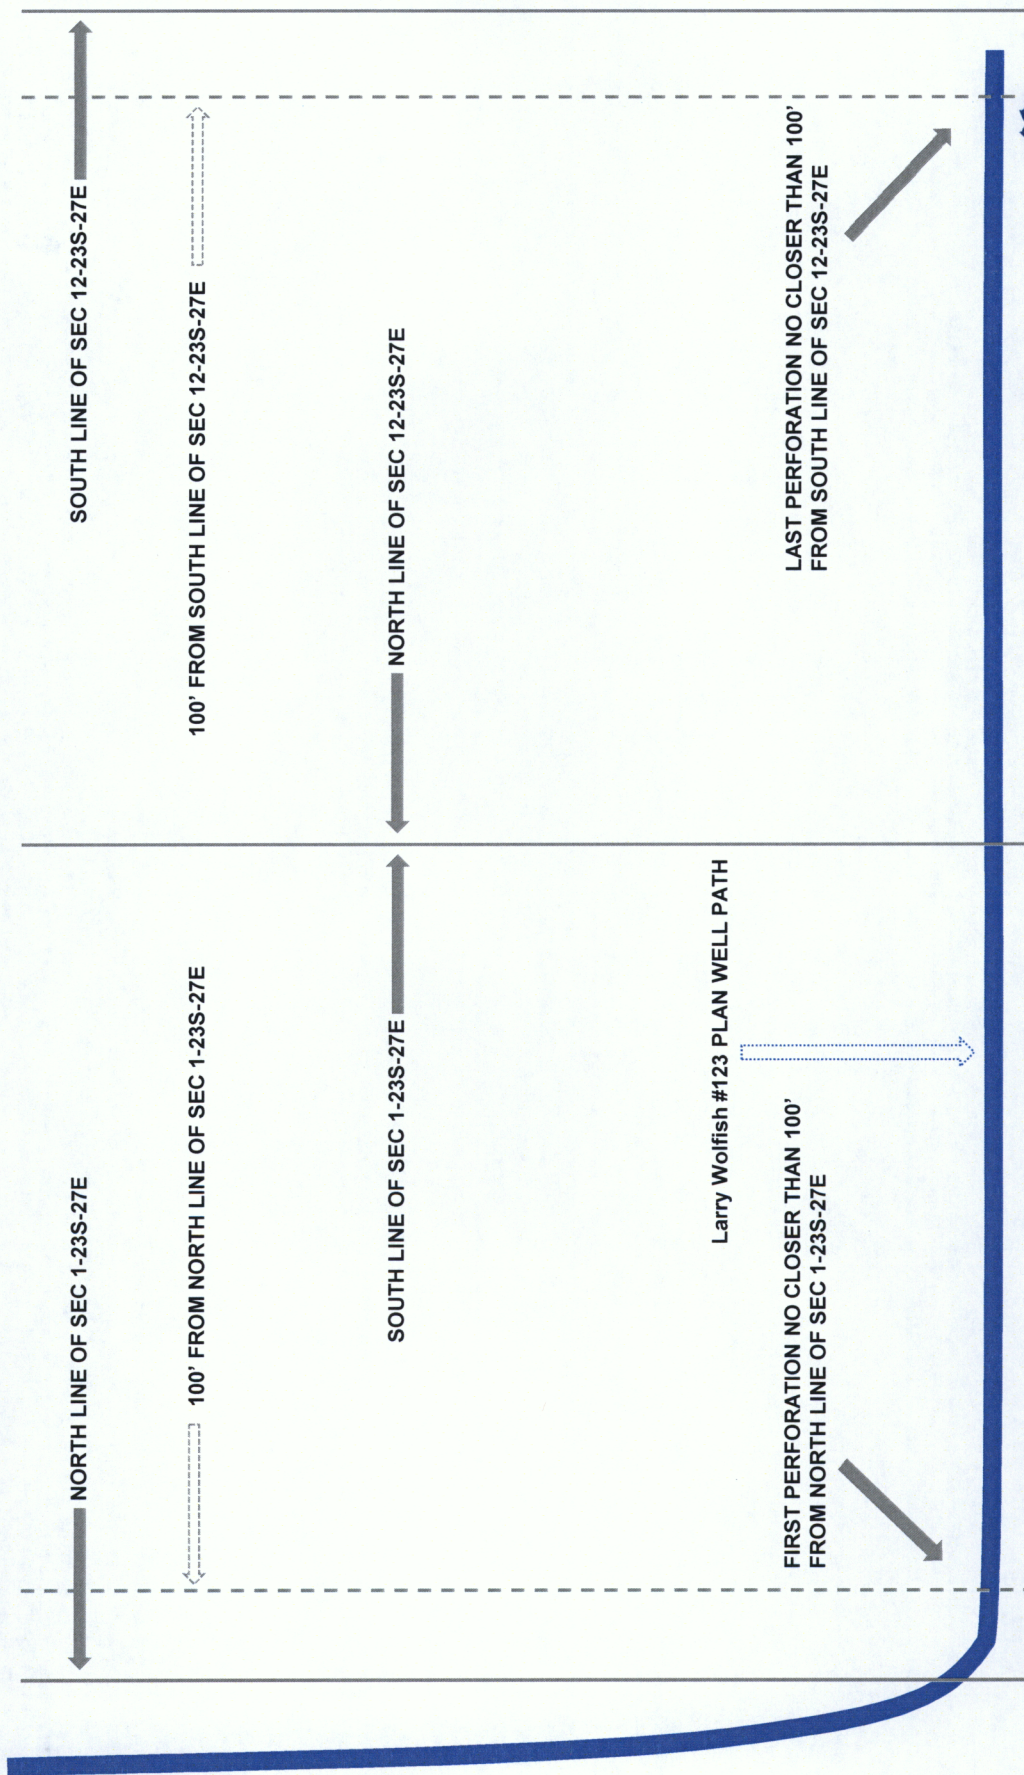 NORTH LINE OF SEC 1-23S-27E
SOUTH LINE OF SEC 12-23S-27E
100' FROM NORTH LINE OF SEC 1-23S-27E
100' FROM SOUTH LINE OF SEC 12-23S-27E
SOUTH LINE OF SEC 1-23S-27E
NORTH LINE OF SEC 12-23S-27E
Larry Wolfish #123 PLAN WELL PATH
FIRST PERFORATION NO CLOSER THAN 100'
FROM NORTH LINE OF SEC 1-23S-27E
LAST PERFORATION NO CLOSER THAN 100'
FROM SOUTH LINE OF SEC 12-23S-27E